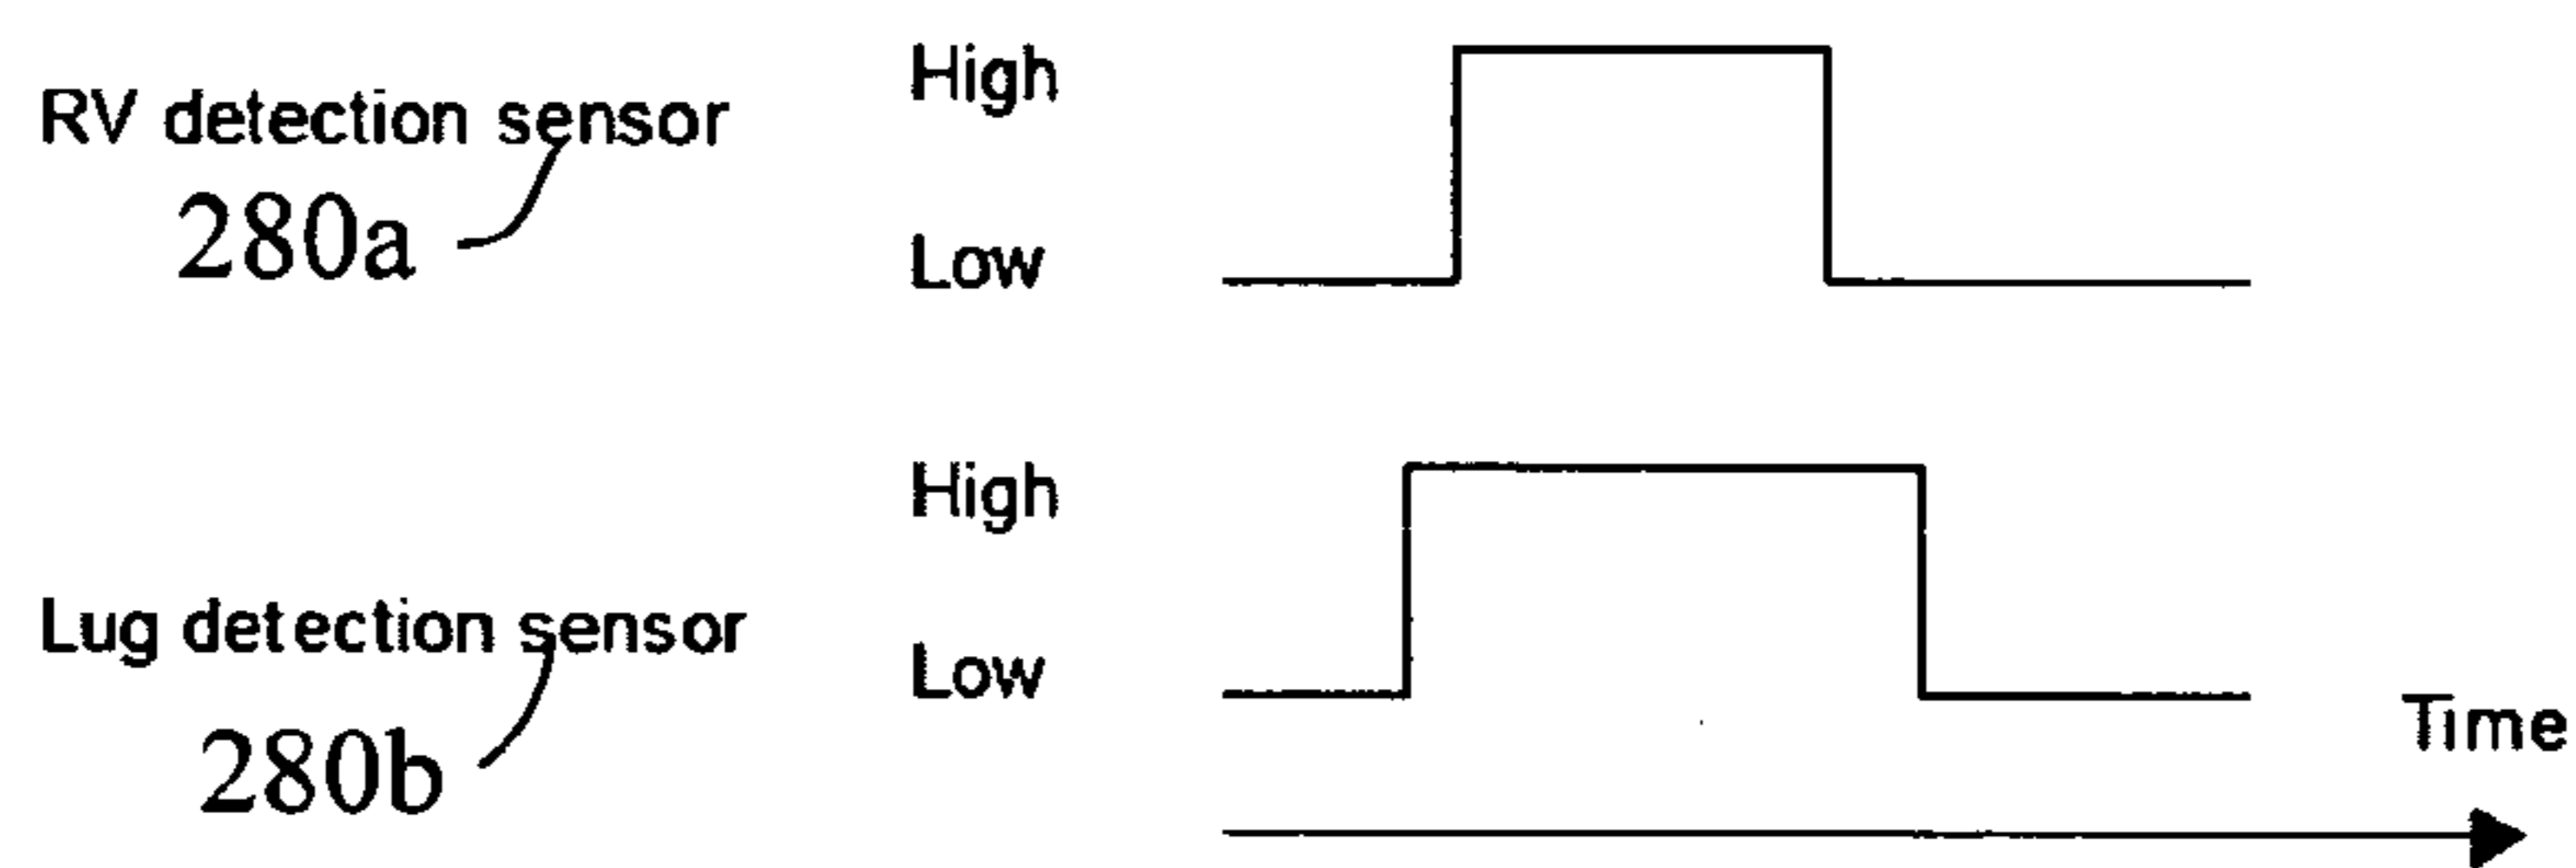 High
RV detection sensor
280a
Low
High
Lug detection sensor
Low
280b
Time